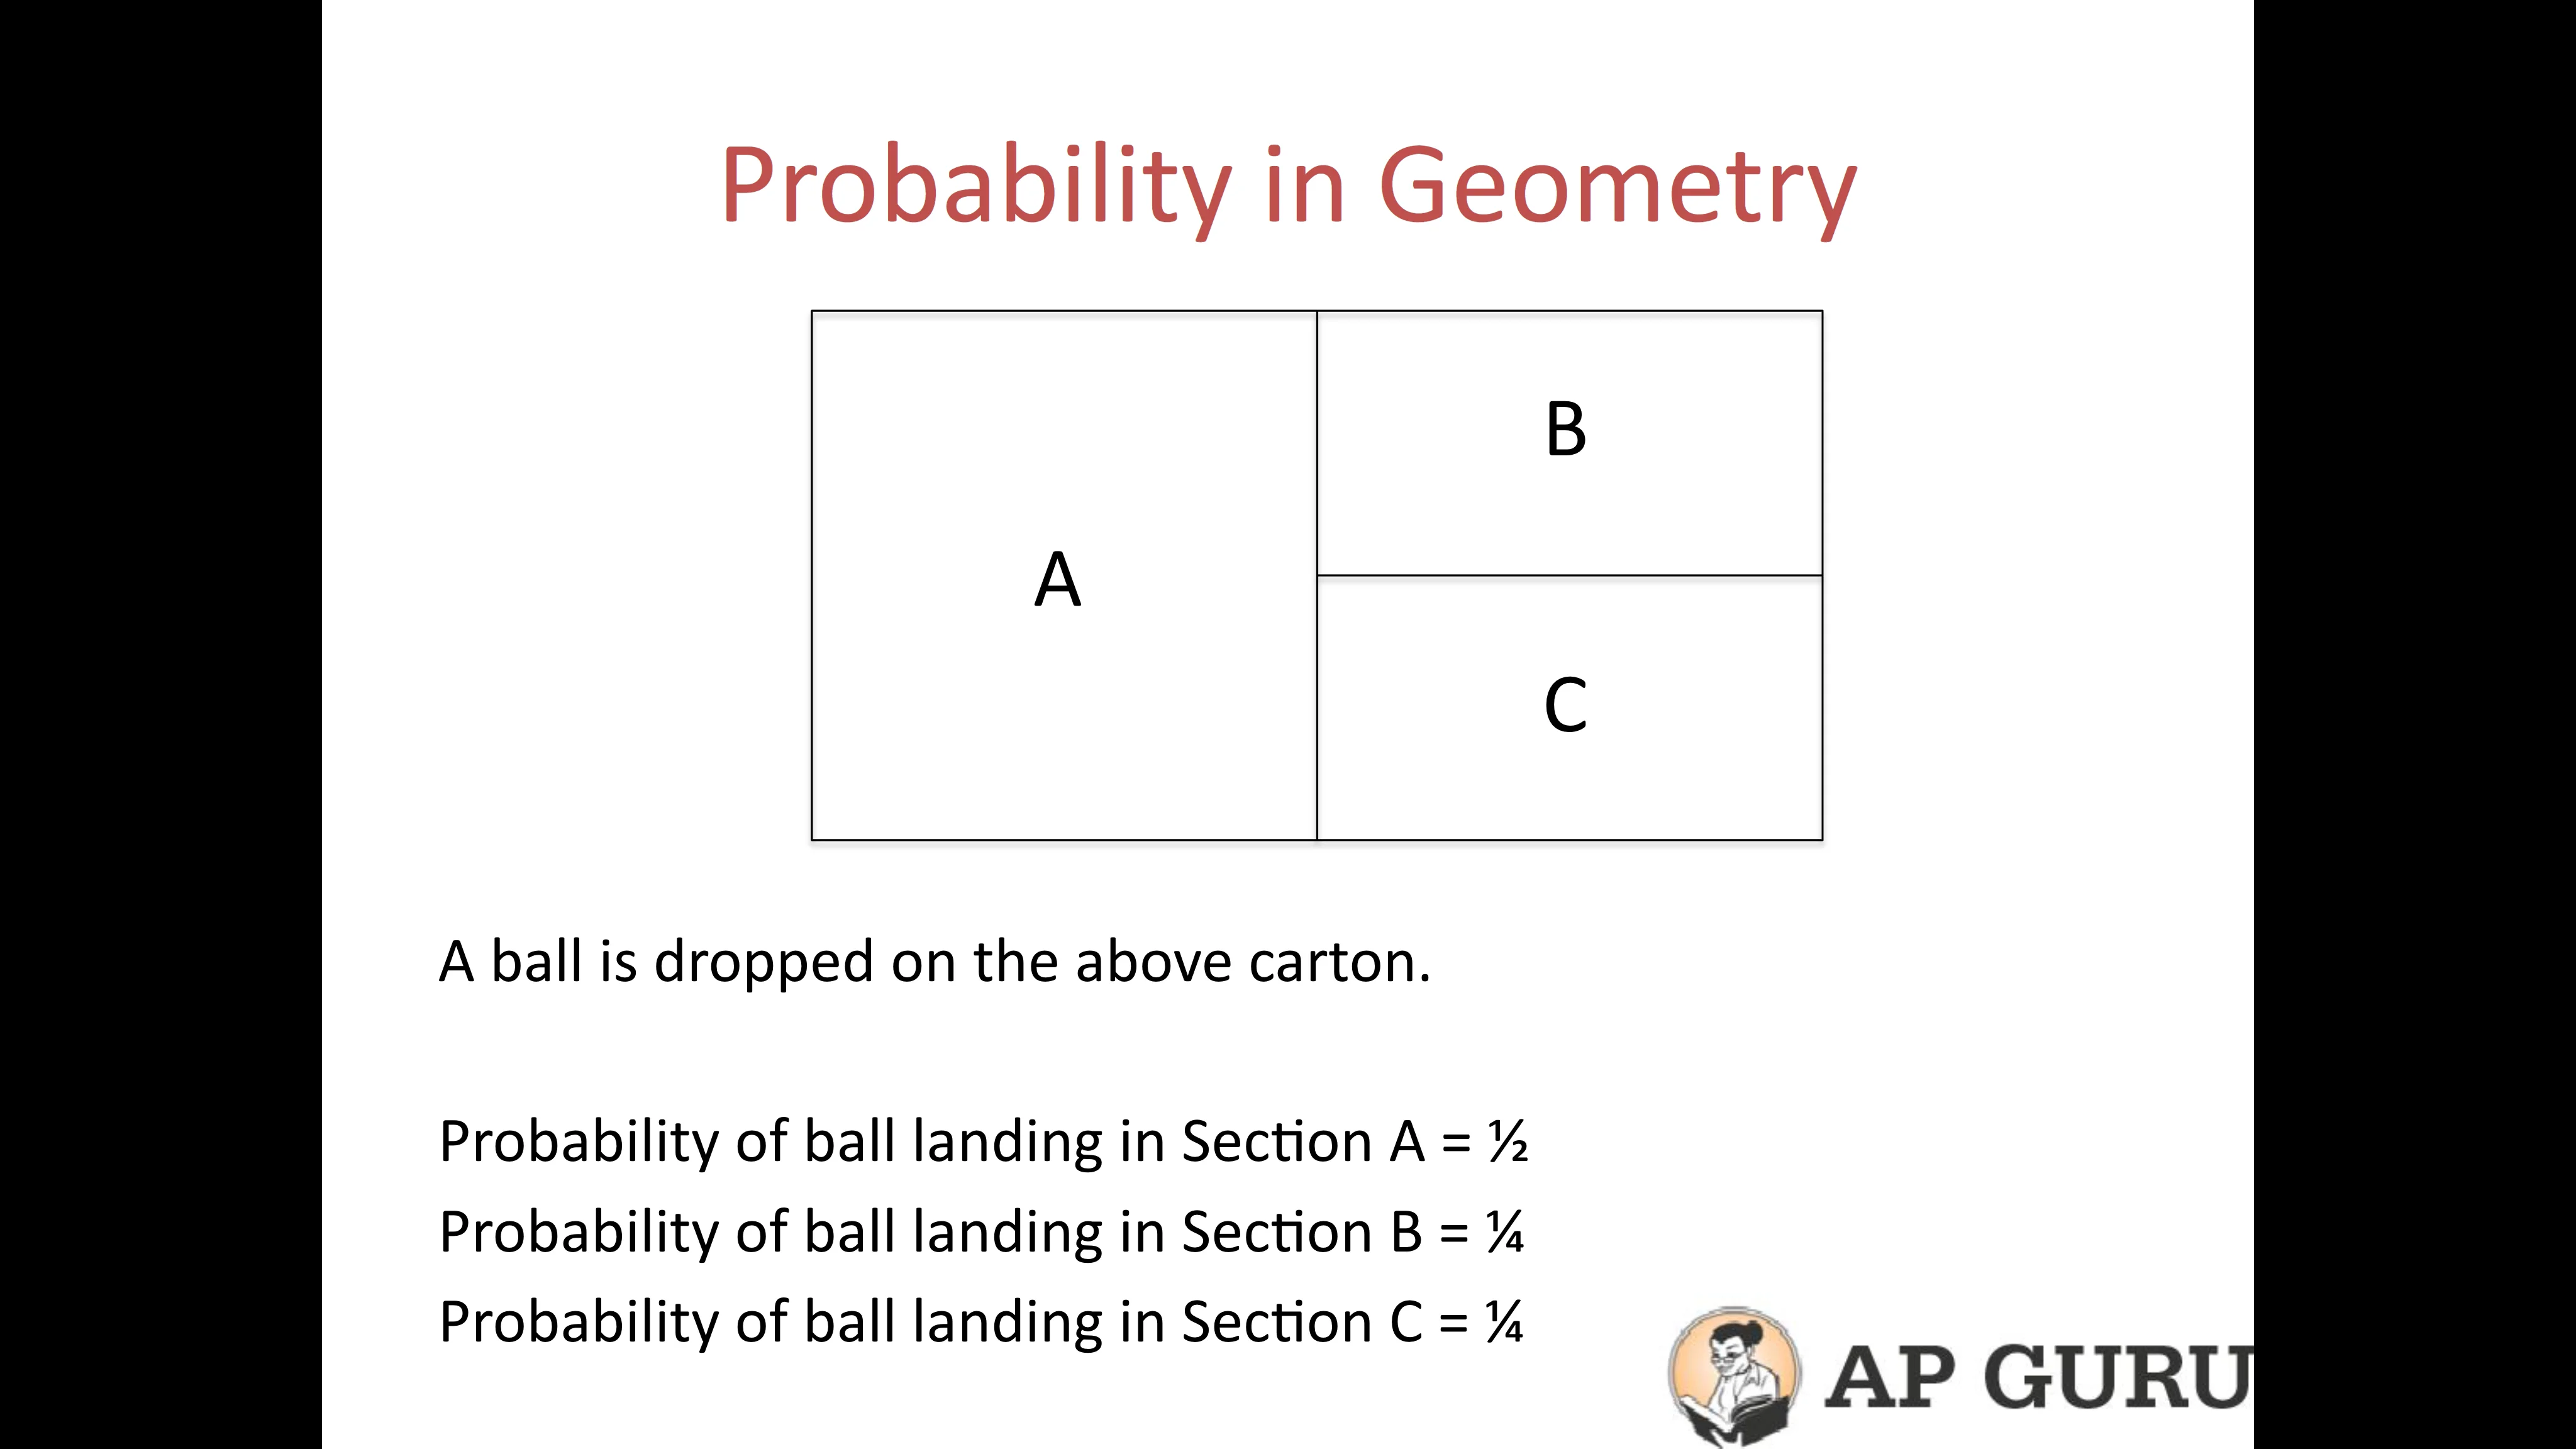 Probability in Geometry
B
A
C
A ball is dropped on the above carton.
Probability of ball landing in Section A = ½
Probability of ball landing in Section B = ¼
Probability of ball landing in Section C = ¼
AP GURU